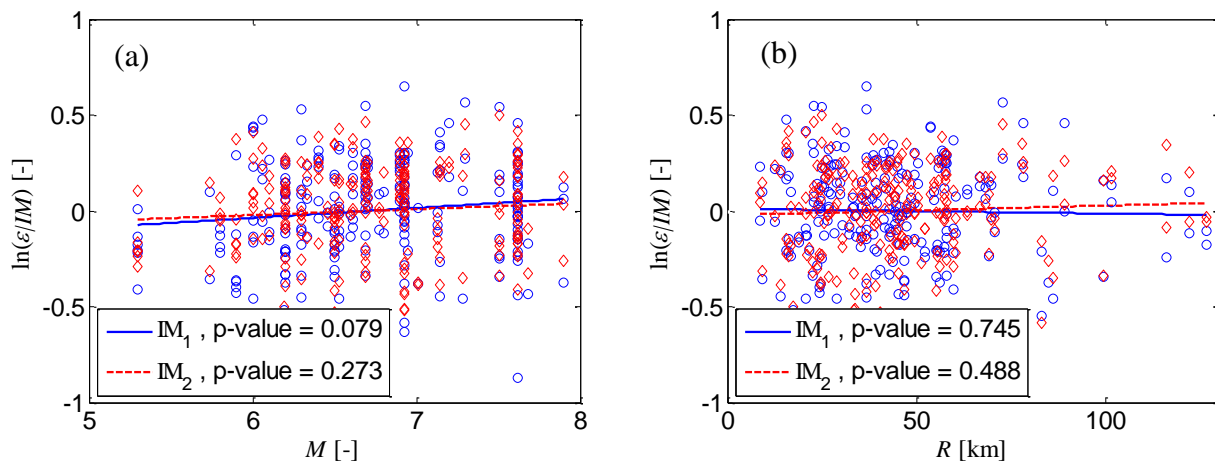 (a)
1
0.5
0
-0.5
-1
ln(ε/IM) [-]
IM1 , p-value = 0.079
IM2 , p-value = 0.273
5
6
7
8
M [-]
(b)
1
0.5
0
-0.5
-1
ln(ε/IM) [-]
IM1 , p-value = 0.745
IM2 , p-value = 0.488
0
50
100
R [km]